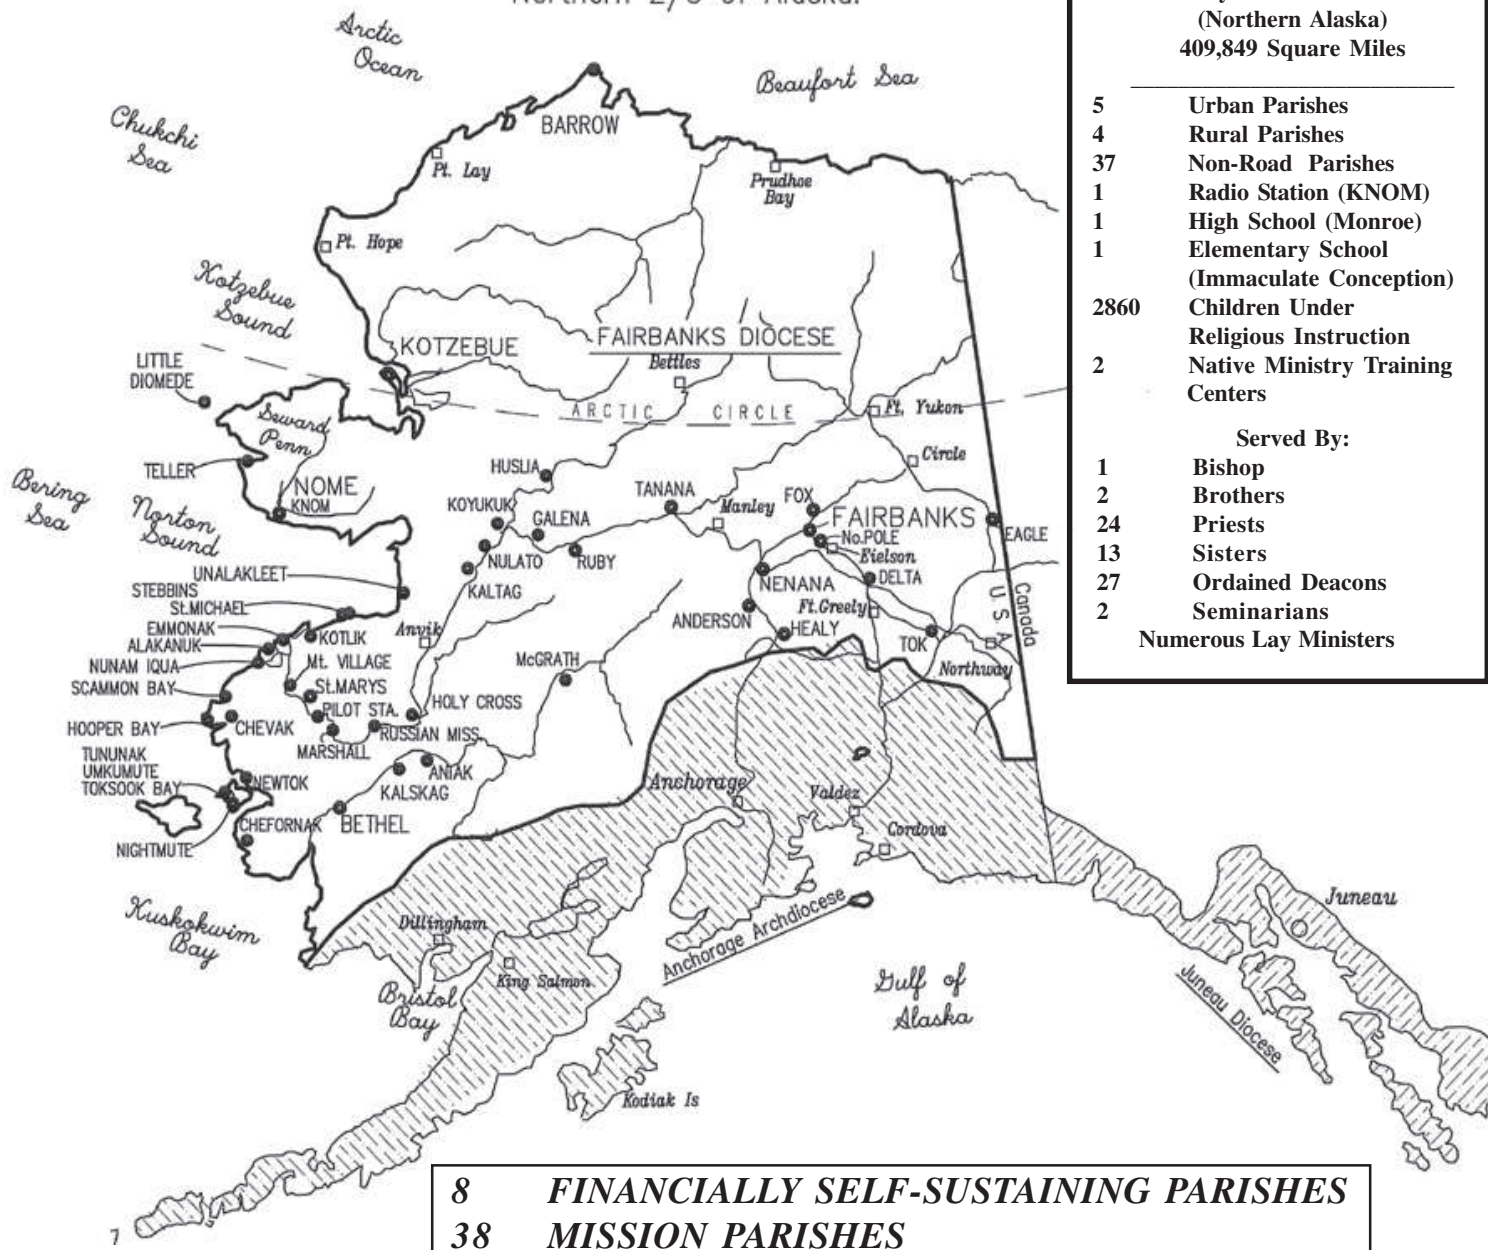 Northern 2/3 of Alaska.
(Northern Alaska)
409,849 Square Miles
5 Urban Parishes
4 Rural Parishes
37 Non-Road Parishes
1 Radio Station (KNOM)
1 High School (Monroe)
1 Elementary School
(Immaculate Conception)
2860 Children Under
Religious Instruction
2 Native Ministry Training
Centers
Served By:
1 Bishop
2 Brothers
24 Priests
13 Sisters
27 Ordained Deacons
2 Seminarians
Numerous Lay Ministers
Arctic
Ocean
Beaufort Sea
Chukchi
Sea
BARROW
Pt. Lay
Prudhoe
Bay
Pt. Hope
Kotzebue
Sound
KOTZEBUE
FAIRBANKS DIOCESE
Bettles
LITTLE
DIOMEDE
ARCTIC CIRCLE
Ft. Yukon
Seward
Penn
Circle
TELLER
HUSLIA
Bering
Sea
NOME
KNOM
KOYUKUK
TANANA
Manley
FOX
FAIRBANKS
Norton
Sound
GALENA
No.POLE
EAGLE
Eielson
NULATO
RUBY
UNALAKLEET
NENANA
DELTA
STEBBINS
KALTAG
St.MICHAEL
Ft.Greely
U.S.A.
Canada
ANDERSON
EMMONAK
KOTLIK
Anvik
HEALY
ALAKANUK
TOK
NUNAM IQUA
Mt. VILLAGE
McGRATH
Northway
SCAMMON BAY
St.MARYS
HOLY CROSS
PILOT STA.
HOOPER BAY
CHEVAK
RUSSIAN MISS.
MARSHALL
TUNUNAK
UMKUMUTE
TOKSOOK BAY
NEWTOK
ANIAK
KALSKAG
Anchorage
Valdez
CHEFORNAK
BETHEL
Cordova
NIGHTMUTE
Kuskokwim
Bay
Dillingham
Anchorage Archdiocese
Juneau
King Salmon
Bristol
Bay
Gulf of
Alaska
Juneau Diocese
Kodiak Is
8 FINANCIALLY SELF-SUSTAINING PARISHES
38 MISSION PARISHES